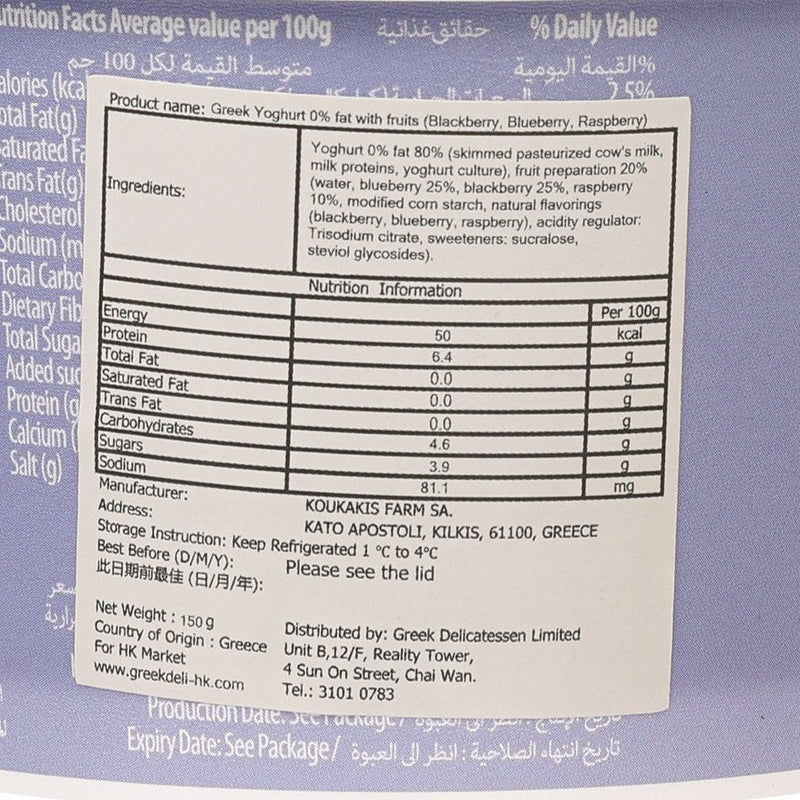 Nutrition Facts Average value per 100g حقائق غذائية % Daily Value
متوسط القيمة لكل 100 جم %القيمة اليومية
2.5%
Product name: Greek Yoghurt 0% fat with fruits (Blackberry, Blueberry, Raspberry)
Ingredients:
Yoghurt 0% fat 80% (skimmed pasteurized cow's milk,
milk proteins, yoghurt culture), fruit preparation 20%
(water, blueberry 25%, blackberry 25%, raspberry
10%, modified corn starch, natural flavorings
(blackberry, blueberry, raspberry), acidity regulator:
Trisodium citrate, sweeteners: sucralose,
steviol glycosides).
Nutrition Information
Per 100g
Energy 50 kcal
Protein 6.4 g
Total Fat 0.0 g
Saturated Fat 0.0 g
Trans Fat 0.0 g
Carbohydrates 4.6 g
Sugars 3.9 g
Sodium 81.1 mg
Manufacturer: KOUKAKIS FARM SA.
Address: KATO APOSTOLI, KILKIS, 61100, GREECE
Storage Instruction: Keep Refrigerated 1 °C to 4°C
Best Before (D/M/Y): Please see the lid
此日期前最佳 (日/月/年):
Net Weight : 150 g
Country of Origin : Greece
For HK Market
www.greekdeli-hk.com
Distributed by: Greek Delicatessen Limited
Unit B,12/F, Reality Tower,
4 Sun On Street, Chai Wan.
Tel.: 3101 0783
Total Fat(g)
Trans Fat(g)
Cholesterol
Sodium
Total
Dietary
Total
Added
Protein
Calcium
Salt (g)
Production Date: See Package /
Expiry Date: See Package / تاريخ انتهاء الصلاحية : انظر إلى العبوة